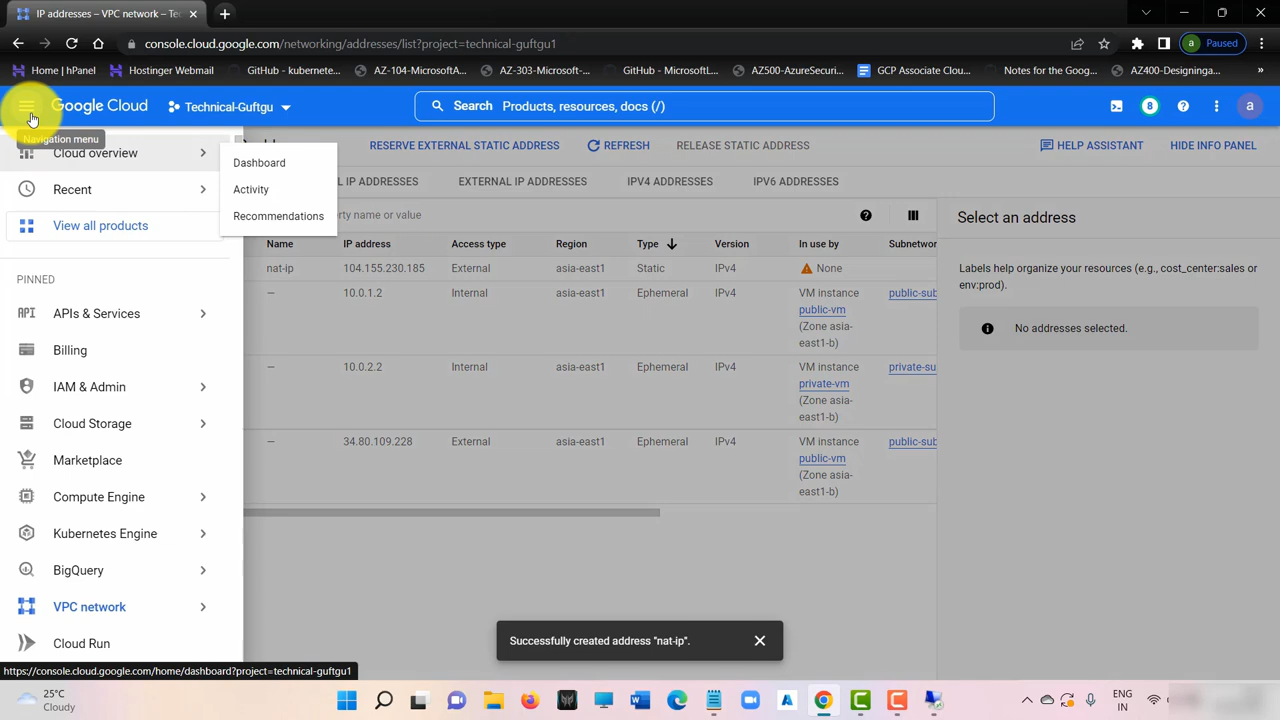 IP addresses – VPC network – Tec
console.cloud.google.com/networking/addresses/list?project=technical-guftgu1
a
Paused
Home | hPanel
Hostinger Webmail
GitHub - kubernete...
AZ-104-MicrosoftA...
AZ-303-Microsoft-...
GitHub - MicrosoftL...
AZ500-AzureSecuri...
GCP Associate Clou...
Notes for the Goog...
AZ400-Designinga...
»
Google Cloud
Technical-Guftgu
Search Products, resources, docs (/)
8
a
Navigation menu
Cloud overview
Recent
View all products
PINNED
APIs & Services
Billing
IAM & Admin
Cloud Storage
Marketplace
Compute Engine
Kubernetes Engine
BigQuery
VPC network
Cloud Run
Dashboard
Activity
Recommendations
RESERVE EXTERNAL STATIC ADDRESS
REFRESH
RELEASE STATIC ADDRESS
HELP ASSISTANT
HIDE INFO PANEL
L IP ADDRESSES
EXTERNAL IP ADDRESSES
IPV4 ADDRESSES
IPV6 ADDRESSES
rty name or value
Name IP address Access type Region Type Version In use by Subnetwor
nat-ip 104.155.230.185 External asia-east1 Static IPv4 None
— 10.0.1.2 Internal asia-east1 Ephemeral IPv4 VM instance public-sub
public-vm
(Zone asia-
east1-b)
— 10.0.2.2 Internal asia-east1 Ephemeral IPv4 VM instance private-su
private-vm
(Zone asia-
east1-b)
— 34.80.109.228 External asia-east1 Ephemeral IPv4 VM instance public-sub
public-vm
(Zone asia-
east1-b)
Select an address
Labels help organize your resources (e.g., cost_center:sales or
env:prod).
No addresses selected.
Successfully created address "nat-ip".
https://console.cloud.google.com/home/dashboard?project=technical-guftgu1
25°C
Cloudy
ENG
IN